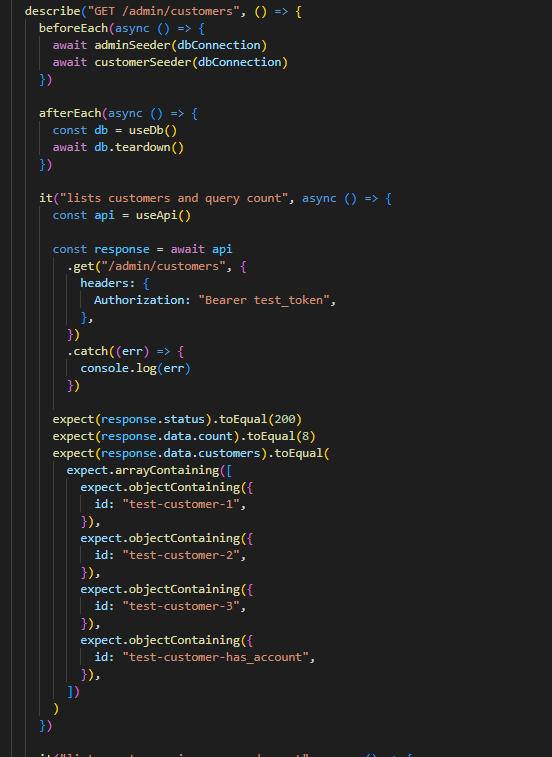 describe("GET /admin/customers", () => {
beforeEach(async () => {
await adminSeeder(dbConnection)
await customerSeeder(dbConnection)
})
afterEach(async () => {
const db = useDb()
await db.teardown()
})
it("lists customers and query count", async () => {
const api = useApi()
const response = await api
.get("/admin/customers", {
headers: {
Authorization: "Bearer test_token",
},
})
.catch((err) => {
console.log(err)
})
expect(response.status).toEqual(200)
expect(response.data.count).toEqual(8)
expect(response.data.customers).toEqual(
expect.arrayContaining([
expect.objectContaining({
id: "test-customer-1",
}),
expect.objectContaining({
id: "test-customer-2",
}),
expect.objectContaining({
id: "test-customer-3",
}),
expect.objectContaining({
id: "test-customer-has_account",
}),
])
)
})